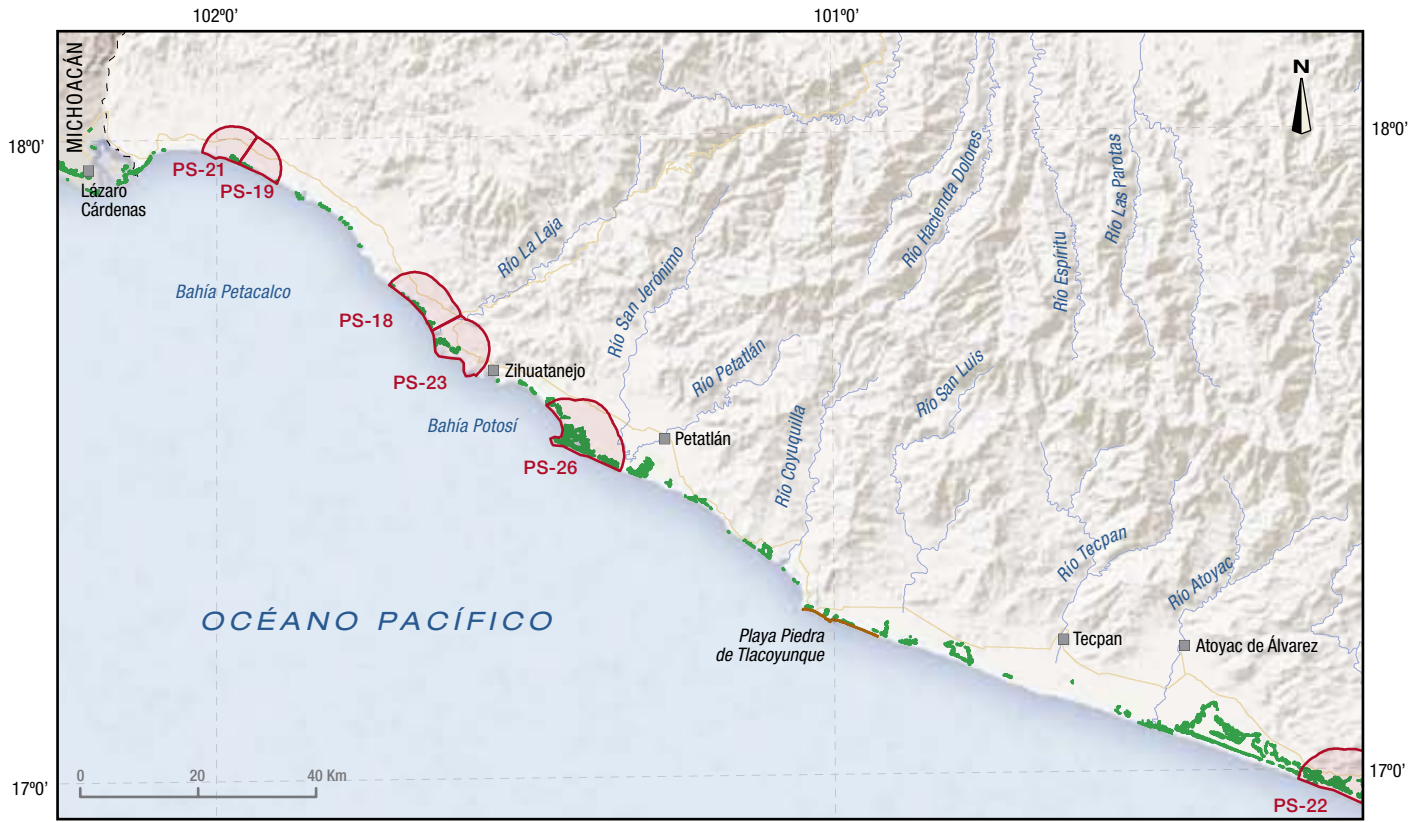 102º0'
101º0'
MICHOACÁN
N
18º0'
18º0'
PS-21
PS-19
Lázaro
Cárdenas
Río La Laja
Río San Jerónimo
Río Hacienda Dolores
Río Las Parotas
Río Espíritu
Bahía Petacalco
PS-18
PS-23
Zihuatanejo
Río Petatlán
Río San Luis
Bahía Potosí
PS-26
Petatlán
Río Coyuquilla
Río Tecpan
Río Atoyac
OCÉANO PACÍFICO
Playa Piedra
de Tlacoyunque
Tecpan
Atoyac de Álvarez
0 20 40 Km
17º0'
17º0'
PS-22